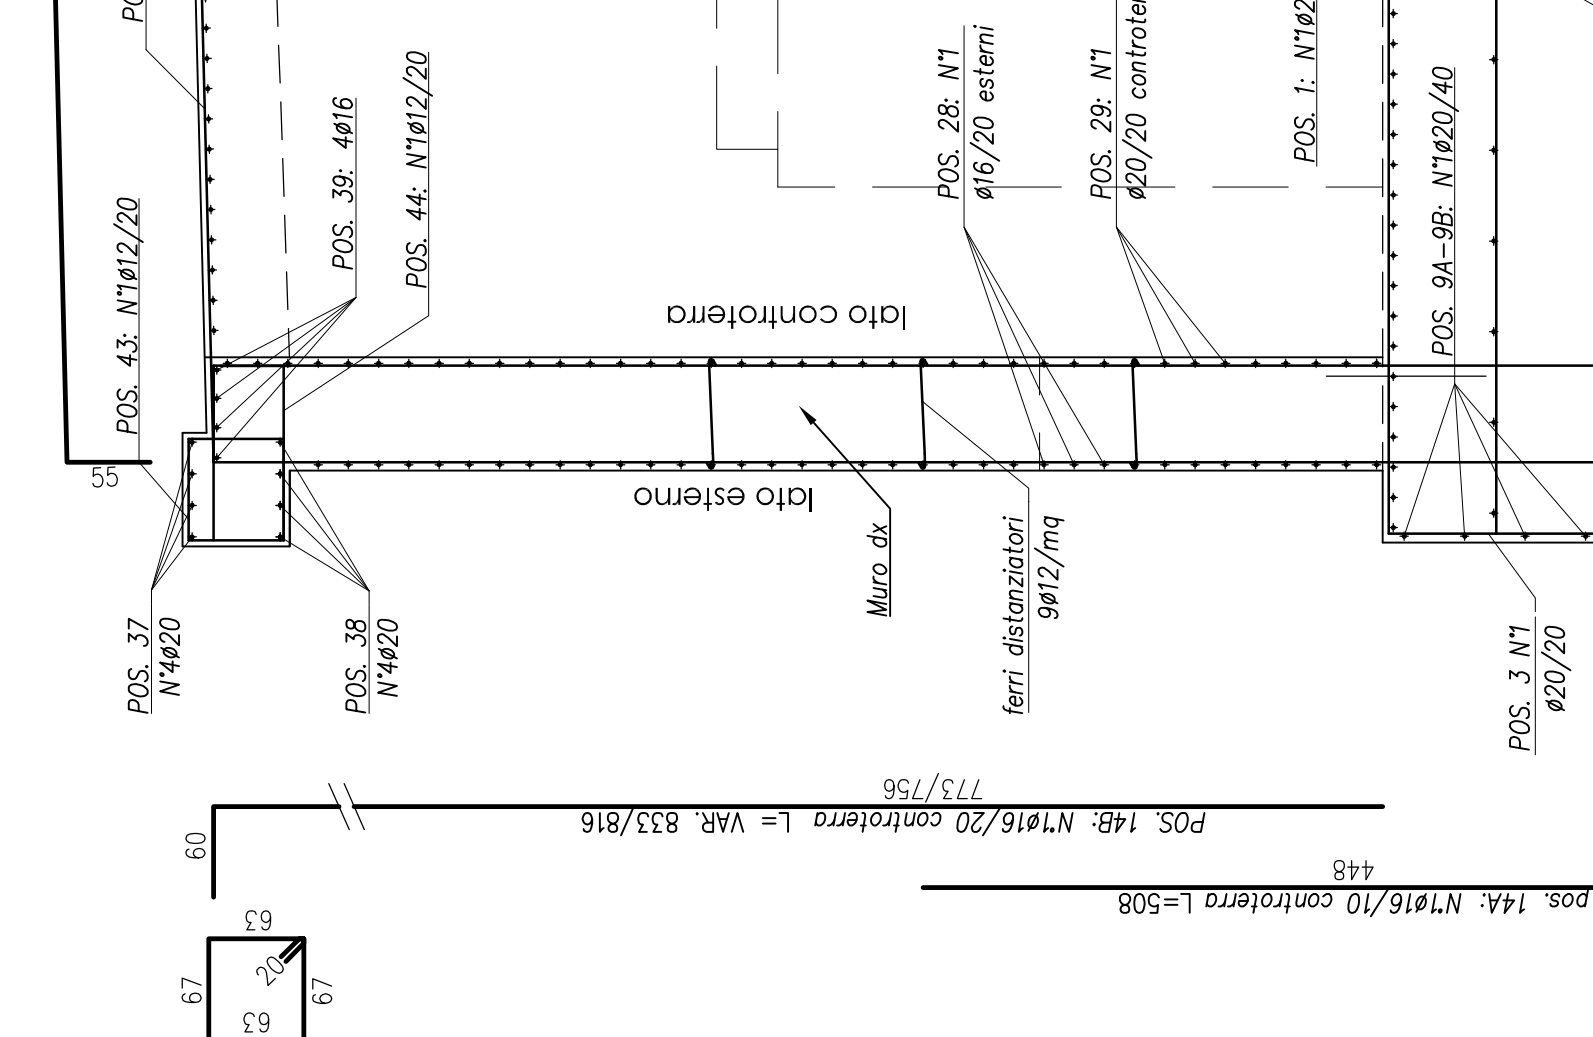 PO
POS. 43: N°1ø12/20
POS. 39: 4ø16
POS. 44: N°1ø12/20
POS. 28: N°1
ø16/20 esterni
POS. 29: N°1
ø20/20 controter
POS. 1: N°1ø2
POS. 9A-9B: N°1ø20/40
lato controterra
lato esterno
55
POS. 37
N°4ø20
POS. 38
N°4ø20
Muro dx
ferri distanziatori
9ø12/mq
POS. 3 N°1
ø20/20
773/756
POS. 14B: N°1ø16/20 controterra L= VAR. 833/816
60
448
pos. 14A: N°1ø16/10 controterra L=508
63
20
67
67
63